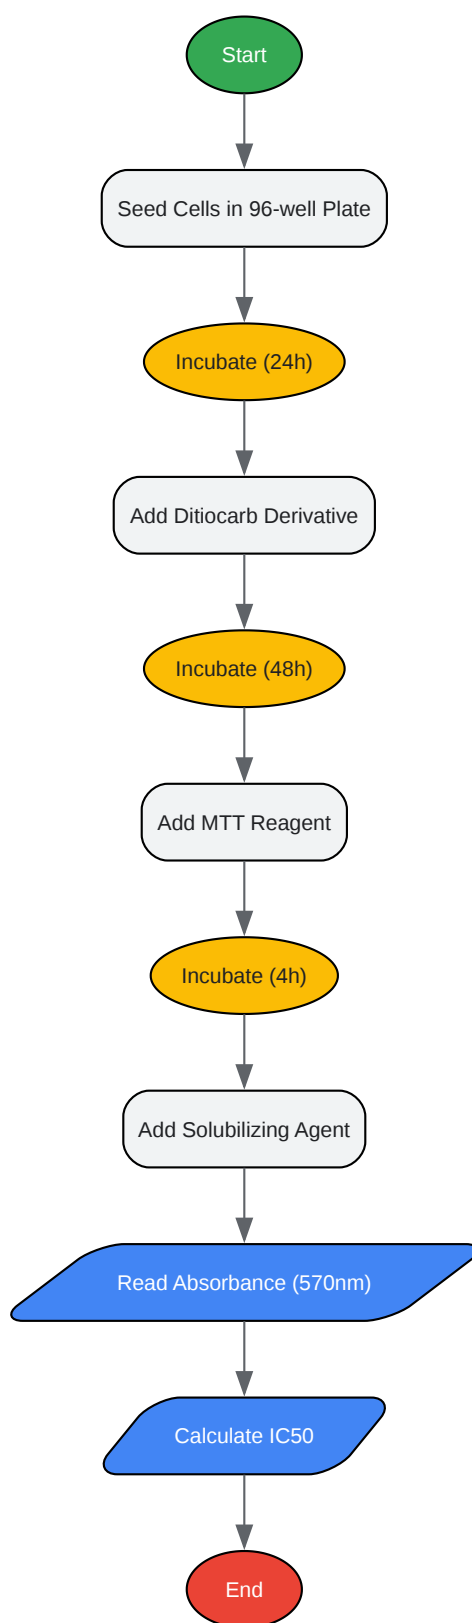 Start
Seed Cells in 96-well Plate
Incubate (24h)
Add Ditiocarb Derivative
Incubate (48h)
Add MTT Reagent
Incubate (4h)
Add Solubilizing Agent
Read Absorbance (570nm)
Calculate IC50
End